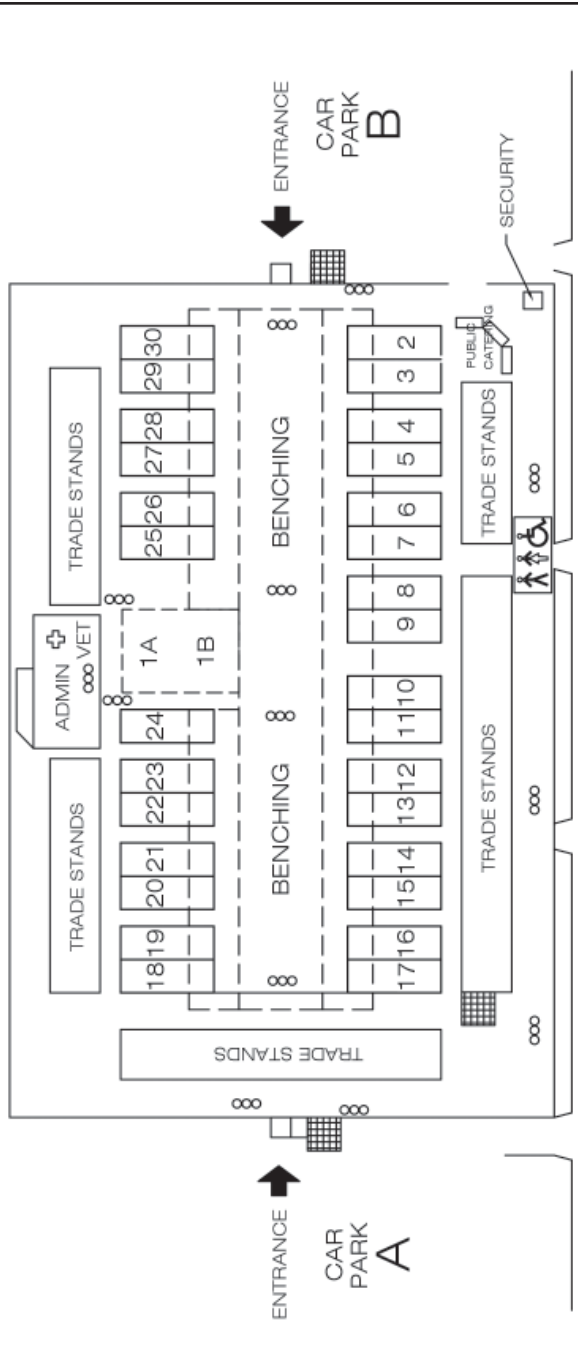 TRADE STANDS
ADMIN
VET
TRADE STANDS
18 19
20 21
22 23
24
1A
1B
25 26
27 28
29 30
TRADE STANDS
BENCHING
BENCHING
ENTRANCE
CAR
PARK
A
ENTRANCE
CAR
PARK
B
17 16
15 14
13 12
11 10
9 8
7 6
5 4
3 2
TRADE STANDS
TRADE STANDS
PUBLIC
CATERING
SECURITY